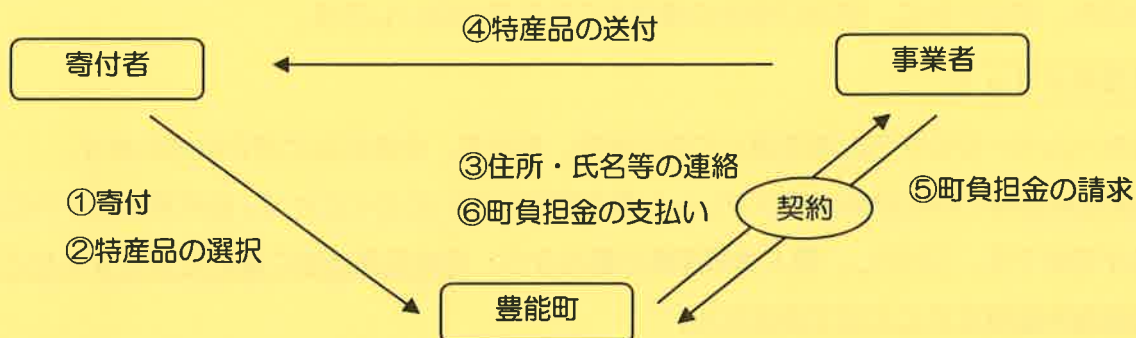 ④特産品の送付
寄付者
事業者
③住所・氏名等の連絡
①寄付
⑥町負担金の支払い
契約
⑤町負担金の請求
②特産品の選択
豊能町